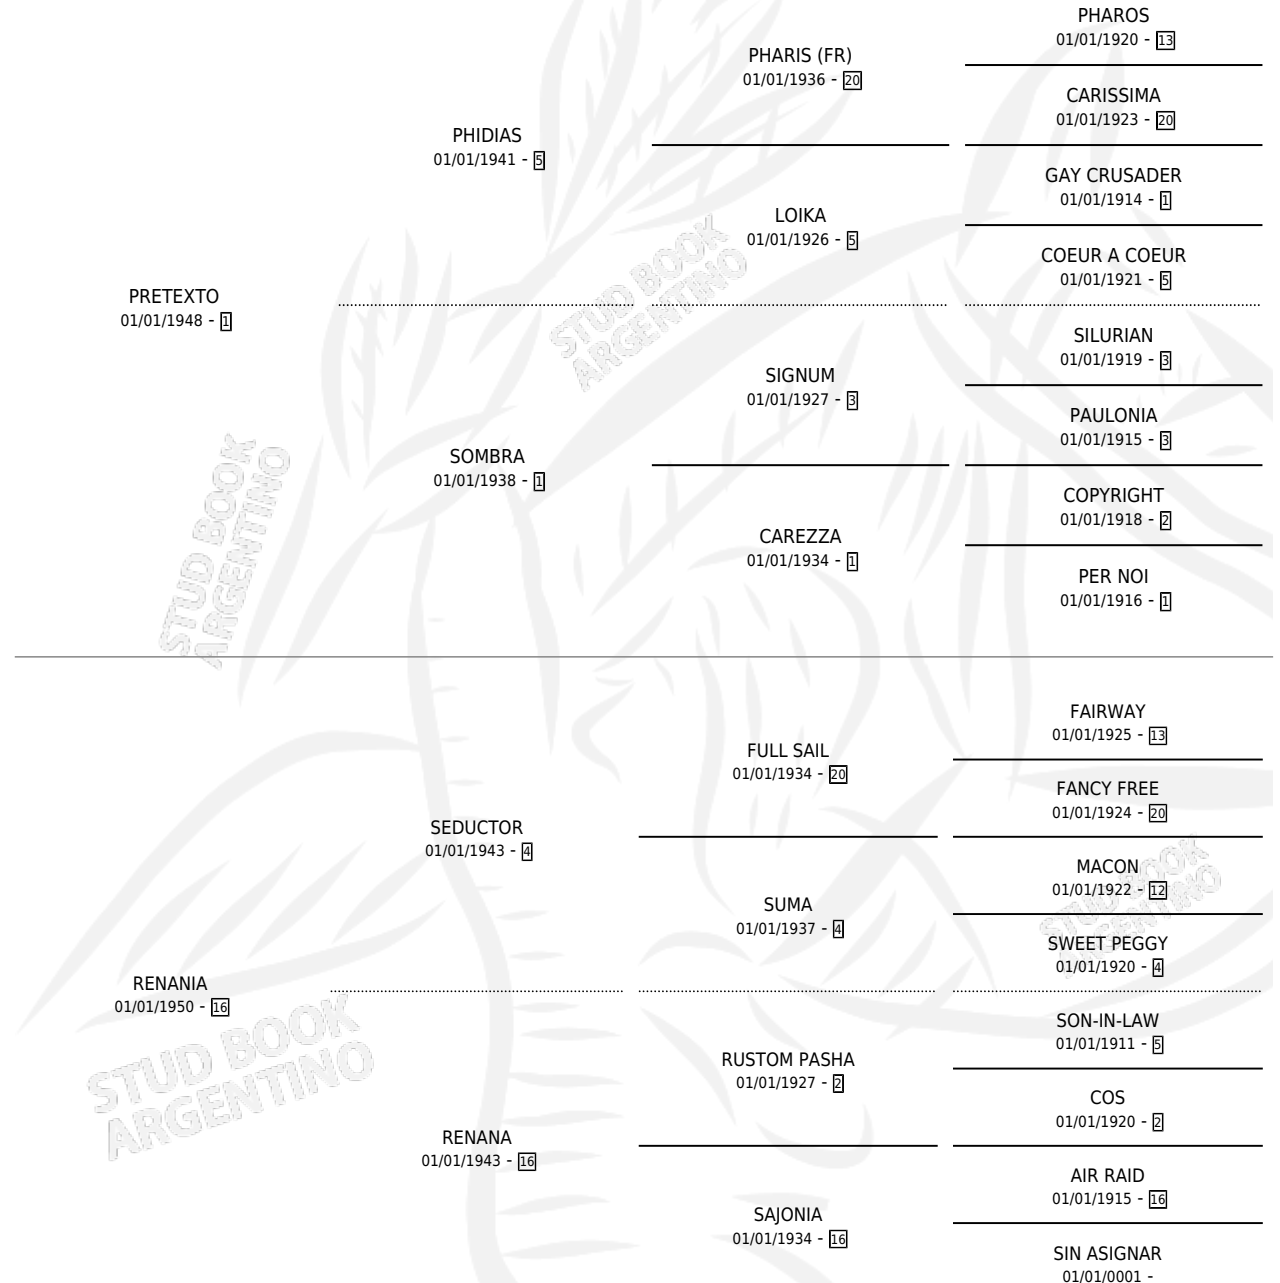 PHAROS
01/01/1920 - 13
PHARIS (FR)
01/01/1936 - 20
CARISSIMA
01/01/1923 - 20
PHIDIAS
01/01/1941 - 5
GAY CRUSADER
01/01/1914 - 1
LOIKA
01/01/1926 - 5
COEUR A COEUR
01/01/1921 - 5
PRETEXTO
01/01/1948 - 1
SILURIAN
01/01/1919 - 3
SIGNUM
01/01/1927 - 3
PAULONIA
01/01/1915 - 3
SOMBRA
01/01/1938 - 1
COPYRIGHT
01/01/1918 - 2
CAREZZA
01/01/1934 - 1
PER NOI
01/01/1916 - 1
STUD BOOK
ARGENTINO
STUD BOOK
ARGENTINO
FAIRWAY
01/01/1925 - 13
FULL SAIL
01/01/1934 - 20
FANCY FREE
01/01/1924 - 20
SEDUCTOR
01/01/1943 - 4
MACON
01/01/1922 - 12
SUMA
01/01/1937 - 4
SWEET PEGGY
01/01/1920 - 4
RENANIA
01/01/1950 - 16
SON-IN-LAW
01/01/1911 - 5
RUSTOM PASHA
01/01/1927 - 2
COS
01/01/1920 - 2
RENANA
01/01/1943 - 16
AIR RAID
01/01/1915 - 16
SAJONIA
01/01/1934 - 16
SIN ASIGNAR
01/01/0001 -
STUD BOOK
ARGENTINO
STUD BOOK
ARGENTINO